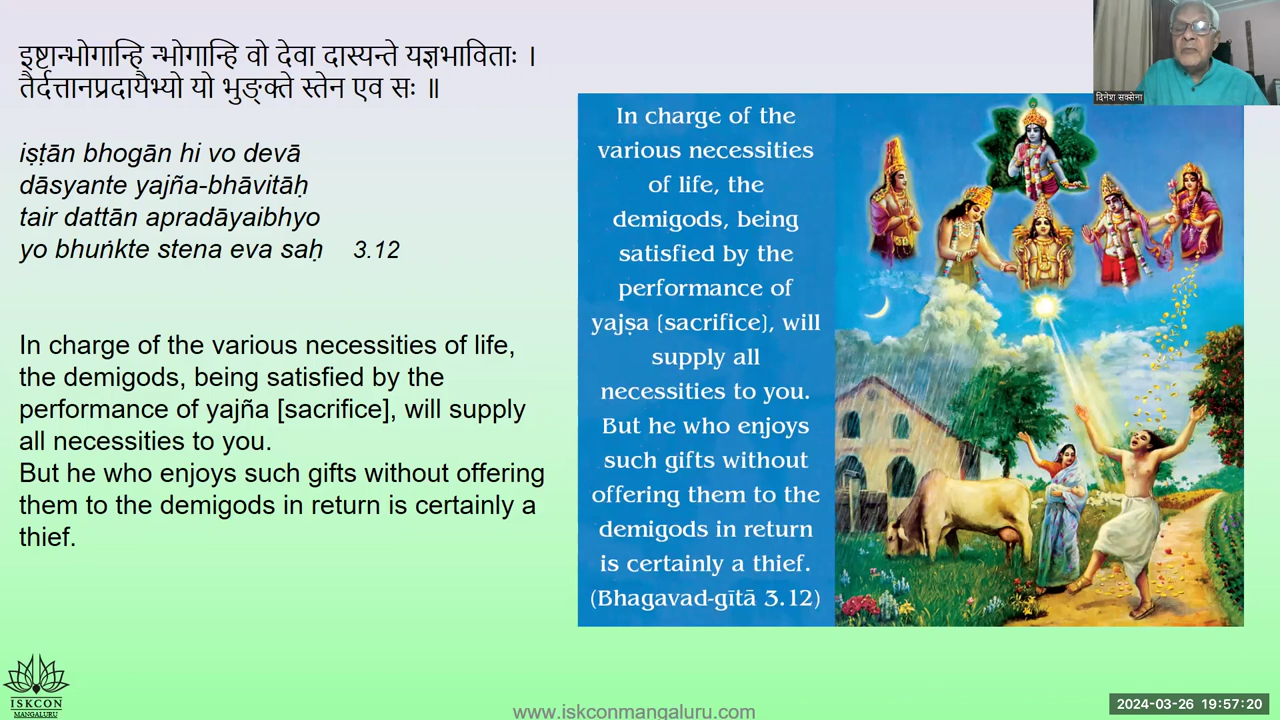 इष्टान्भोगान्हि न्भोगान्हि वो देवा दास्यन्ते यज्ञभाविताः ।
तैर्दत्तानप्रदायैभ्यो यो भुङ्क्ते स्तेन एव सः ॥
iṣṭān bhogān hi vo devā
dāsyante yajña-bhāvitāḥ
tair dattān apradāyaibhyo
yo bhuṅkte stena eva saḥ 3.12
In charge of the various necessities of life,
the demigods, being satisfied by the
performance of yajña [sacrifice], will supply
all necessities to you.
But he who enjoys such gifts without offering
them to the demigods in return is certainly a
thief.
In charge of the
various necessities
of life, the
demigods, being
satisfied by the
performance of
yajṣa (sacrifice), will
supply all
necessities to you.
But he who enjoys
such gifts without
offering them to the
demigods in return
is certainly a thief.
(Bhagavad-gītā 3.12)
दिनेश सक्सेना
ISKCON
MANGALURU
www.iskconmangaluru.com
2024-03-26 19:57:20